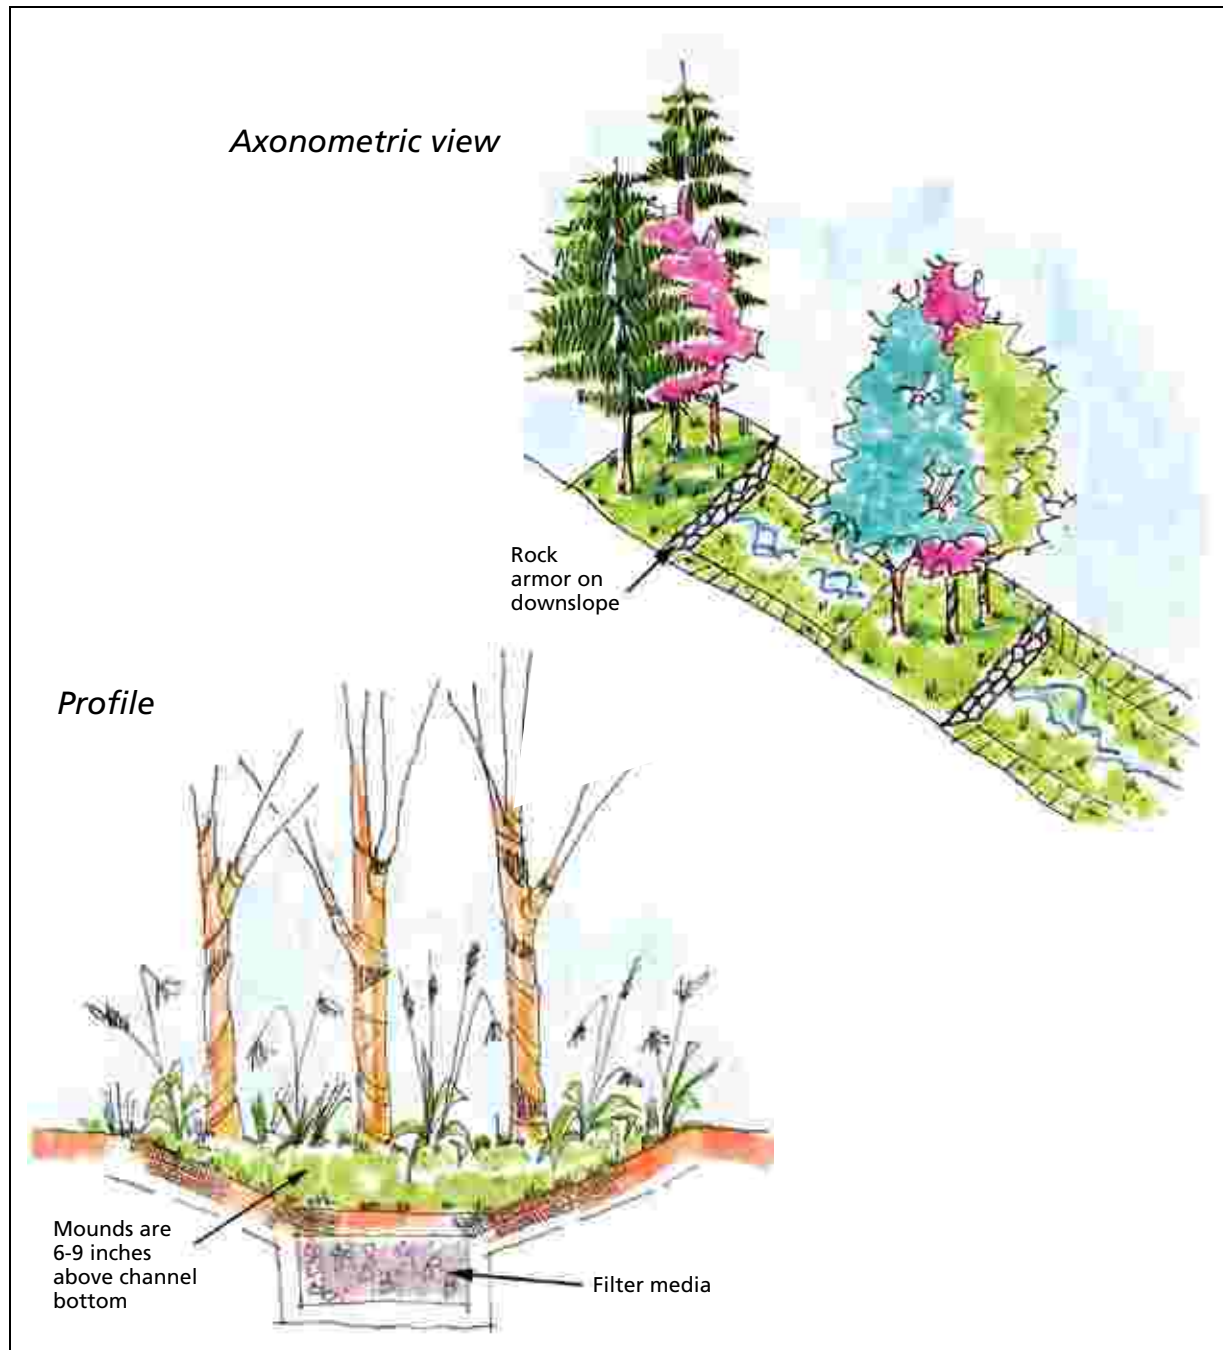 Axonometric view
Rock
armor on
downslope
Profile
Mounds are
6-9 inches
above channel
bottom
Filter media